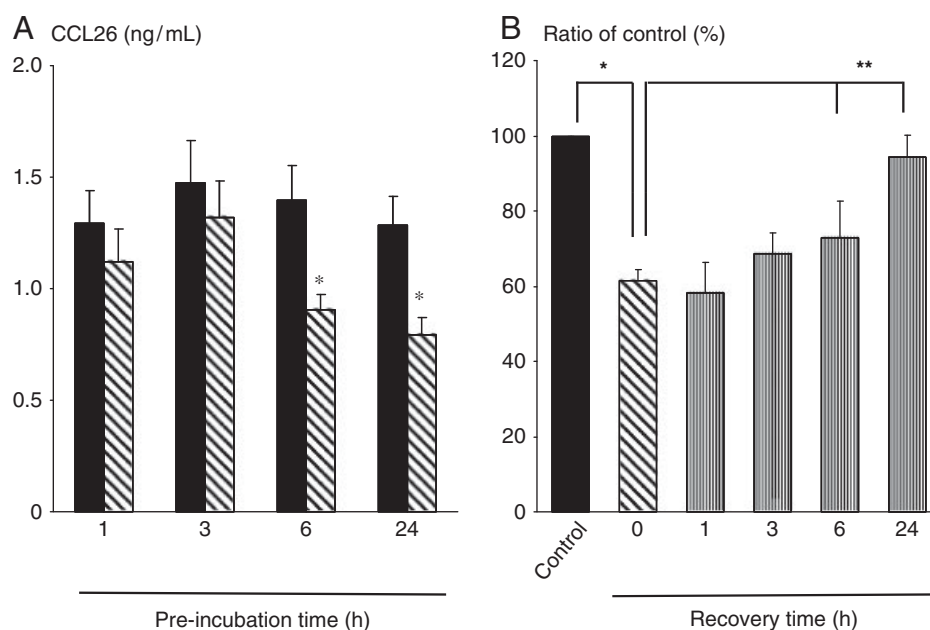 A CCL26 (ng/mL)
2.0
1.5
1.0
0.5
0
* *
1 3 6 24
Pre-incubation time (h)
B Ratio of control (%)
120
100
80
60
40
20
0
* **
Control 0 1 3 6 24
Recovery time (h)